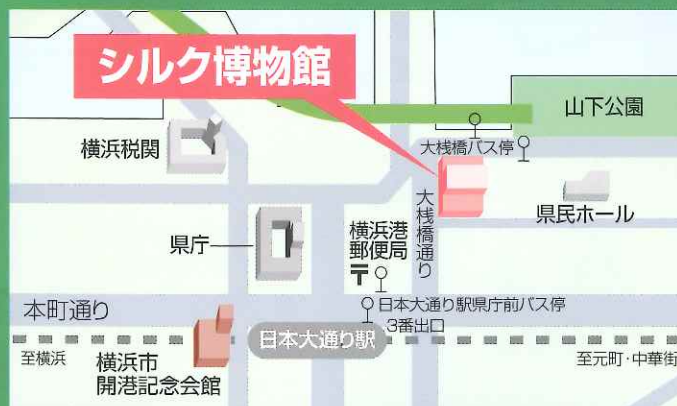 シルク博物館
山下公園
横浜税関
大桟橋バス停
県民ホール
大桟橋通り
横浜港
郵便局
〒
県庁
本町通り
日本大通り駅県庁前バス停
3番出口
日本大通り駅
至横浜
横浜市
開港記念会館
至元町・中華街